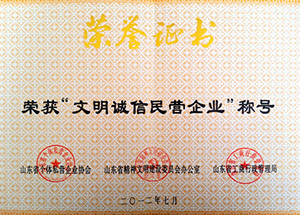 荣誉证书
荣获“文明诚信民营企业”称号
山东省个体私营企业协会 山东省精神文明建设委员会办公室 山东省工商行政管理局
二〇一二年七月